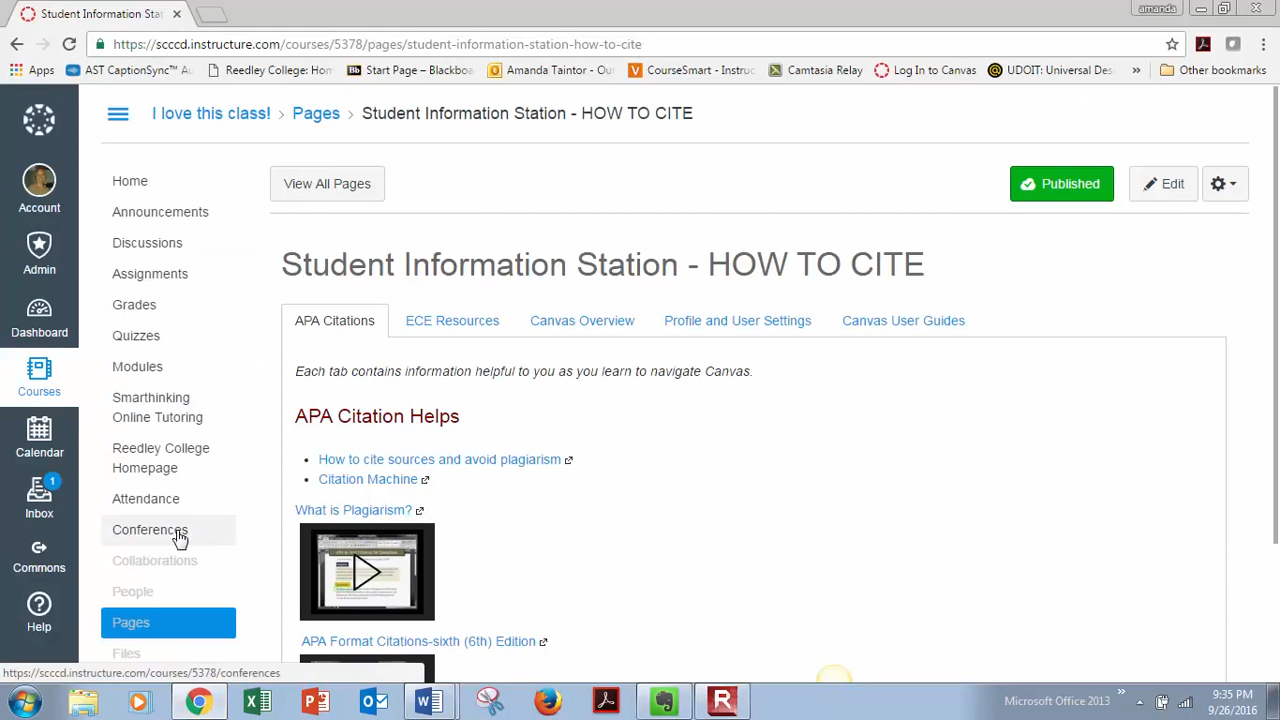 Student Information Stat
amanda
https://scccd.instructure.com/courses/5378/pages/student-information-station-how-to-cite
Apps
AST CaptionSync™ Au
Reedley College: Hom
Bb Start Page – Blackboa
Amanda Taintor - Out
CourseSmart - Instruc
Camtasia Relay
Log In to Canvas
UDOIT: Universal Des
»
Other bookmarks
I love this class! › Pages › Student Information Station - HOW TO CITE
Account
Admin
Dashboard
Courses
Calendar
1
Inbox
Commons
Help
Home
Announcements
Discussions
Assignments
Grades
Quizzes
Modules
Smarthinking
Online Tutoring
Reedley College
Homepage
Attendance
Conferences
Collaborations
People
Pages
Files
View All Pages
Published
Edit
Student Information Station - HOW TO CITE
APA Citations
ECE Resources
Canvas Overview
Profile and User Settings
Canvas User Guides
Each tab contains information helpful to you as you learn to navigate Canvas.
APA Citation Helps
• How to cite sources and avoid plagiarism
• Citation Machine
What is Plagiarism?
APA Format Citations-sixth (6th) Edition
https://scccd.instructure.com/courses/5378/conferences
Microsoft Office 2013
»
9:35 PM
9/26/2016